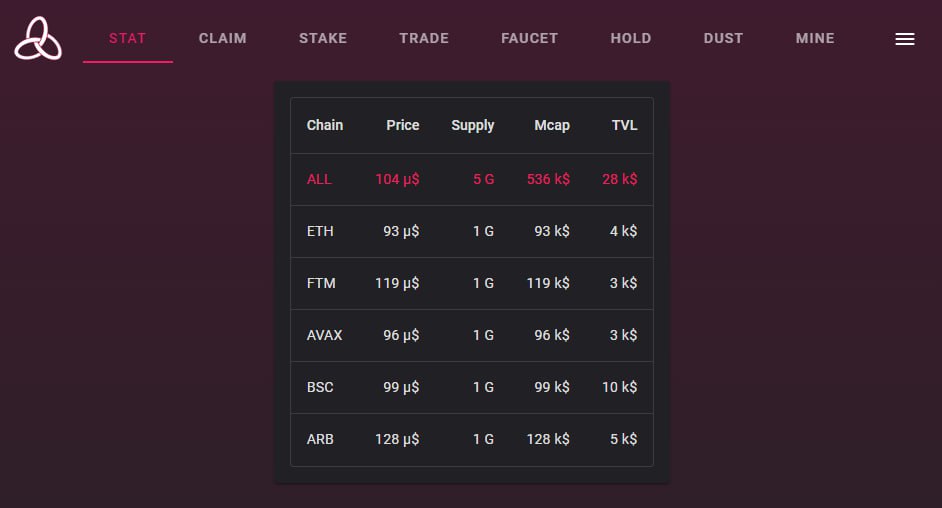 STAT CLAIM STAKE TRADE FAUCET HOLD DUST MINE
Chain Price Supply Mcap TVL
ALL 104 µ$ 5 G 536 k$ 28 k$
ETH 93 µ$ 1 G 93 k$ 4 k$
FTM 119 µ$ 1 G 119 k$ 3 k$
AVAX 96 µ$ 1 G 96 k$ 3 k$
BSC 99 µ$ 1 G 99 k$ 10 k$
ARB 128 µ$ 1 G 128 k$ 5 k$